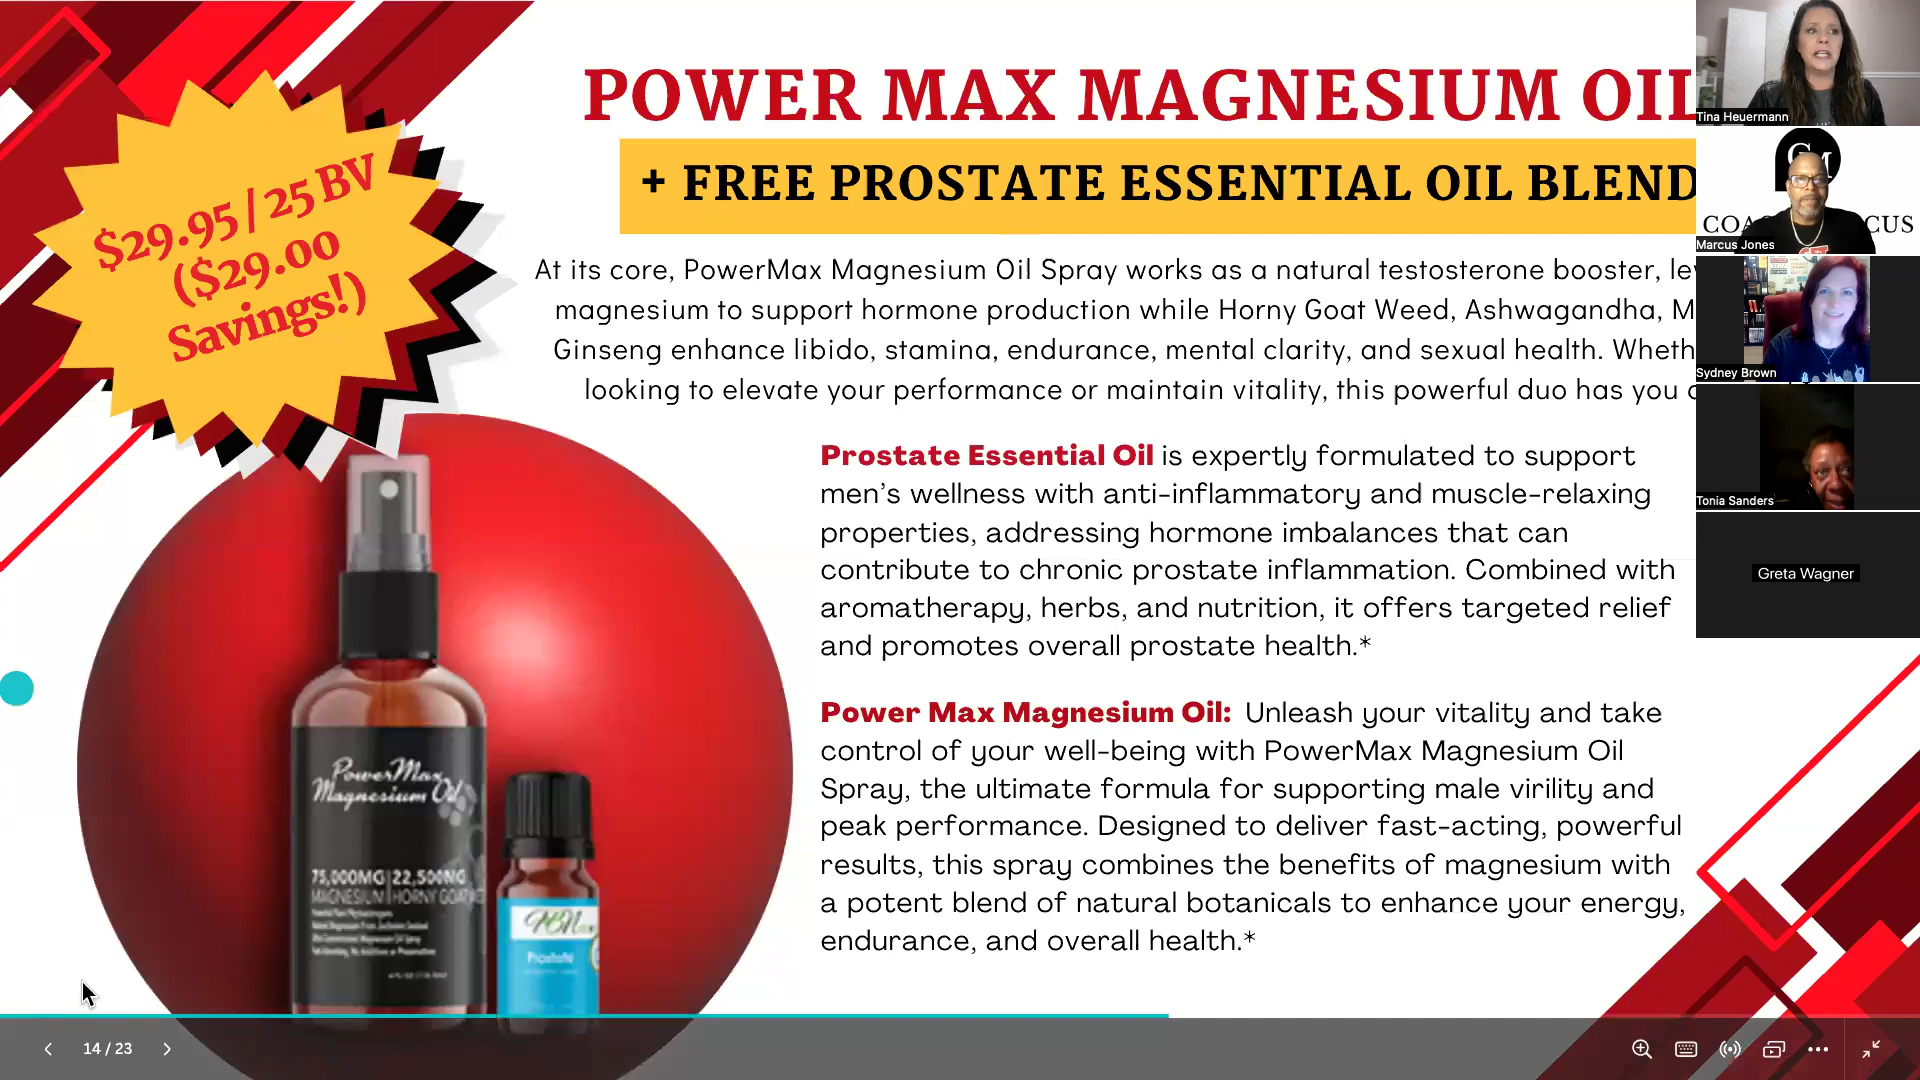 POWER MAX MAGNESIUM OIL
+ FREE PROSTATE ESSENTIAL OIL BLEND
$29.95/25 BV
($29.00
Savings!)
At its core, PowerMax Magnesium Oil Spray works as a natural testosterone booster,
magnesium to support hormone production while Horny Goat Weed, Ashwagandha,
Ginseng enhance libido, stamina, endurance, mental clarity, and sexual health.
looking to elevate your performance or maintain vitality, this powerful duo has you
Prostate Essential Oil is expertly formulated to support
men’s wellness with anti-inflammatory and muscle-relaxing
properties, addressing hormone imbalances that can
contribute to chronic prostate inflammation. Combined with
aromatherapy, herbs, and nutrition, it offers targeted relief
and promotes overall prostate health.*
Power Max Magnesium Oil: Unleash your vitality and take
control of your well-being with PowerMax Magnesium Oil
Spray, the ultimate formula for supporting male virility and
peak performance. Designed to deliver fast-acting, powerful
results, this spray combines the benefits of magnesium with
a potent blend of natural botanicals to enhance your energy,
endurance, and overall health.*
PowerMax
Magnesium Oil
75,000MG 22,500MG
MAGNESIUM HORNY GOAT
Prostate
Tina Heuermann
Marcus Jones
Sydney Brown
Tonia Sanders
Greta Wagner
14 / 23